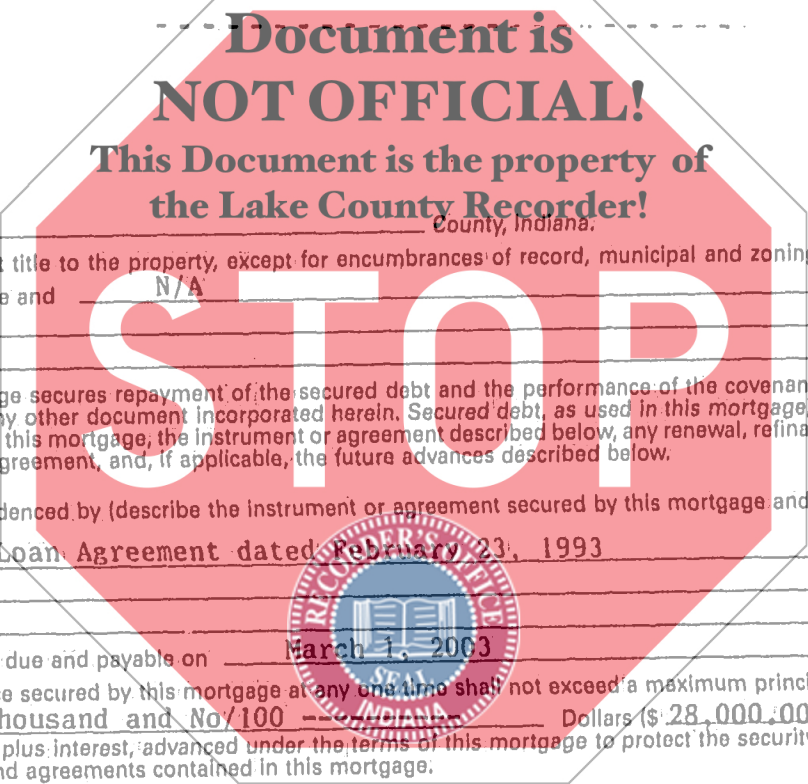 Document is
NOT OFFICIAL!
This Document is the property of
the Lake County Recorder!
County, Indiana.
t title to the property, except for encumbrances of record, municipal and zoning
e and N/A
STOP
ge secures repayment of the secured debt and the performance of the covenan
ny other document incorporated herein. Secured debt, as used in this mortgage,
this mortgage, the instrument or agreement described below, any renewal, refina
greement, and, if applicable, the future advances described below.
denced by (describe the instrument or agreement secured by this mortgage and
Loan Agreement dated February 23, 1993
RECORDER'S OFFICE
due and payable on March 1, 2003
SEAL
e secured by this mortgage at any one time shall not exceed a maximum princi
INDIANA
housand and No/100 ---------------- Dollars ($ 28,000.00
plus interest, advanced under the terms of this mortgage to protect the security
nd agreements contained in this mortgage.